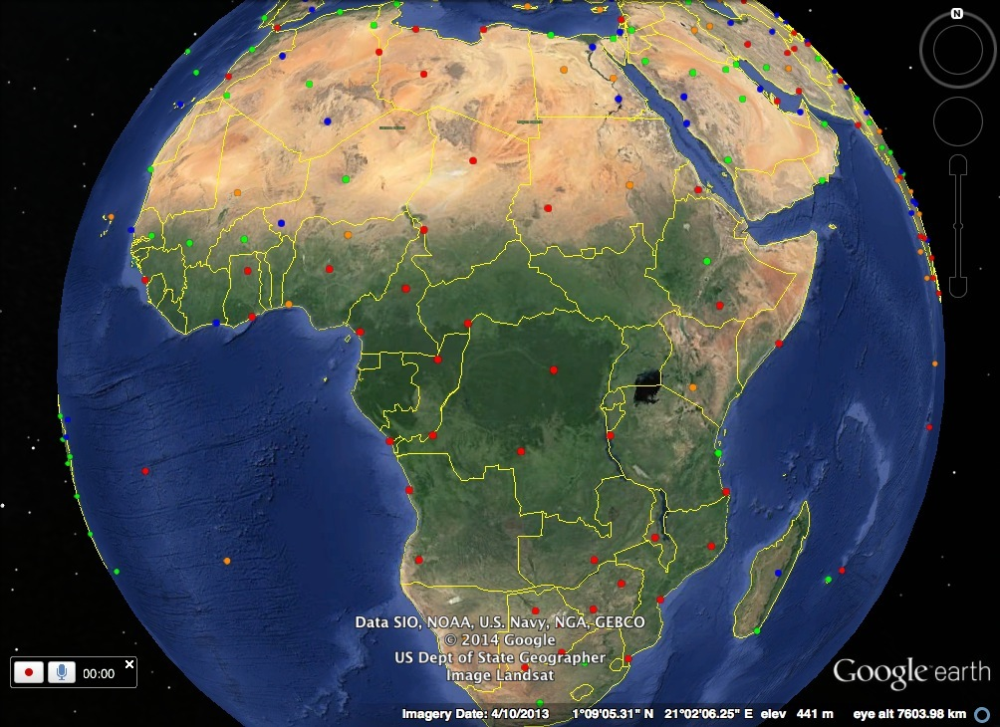 N
Data SIO, NOAA, U.S. Navy, NGA, GEBCO
© 2014 Google
US Dept of State Geographer
Image Landsat
00:00
Google earth
Imagery Date: 4/10/2013 1°09'05.31" N 21°02'06.25" E elev 441 m eye alt 7603.98 km